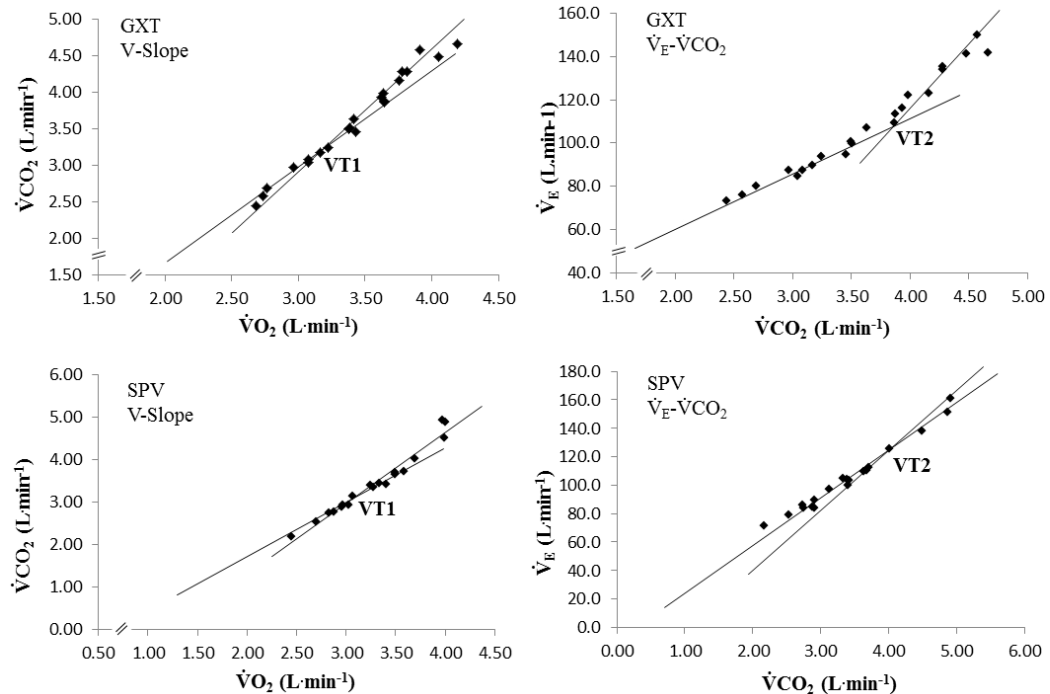 GXT
V-Slope
5.00
4.50
4.00
3.50
3.00
2.50
2.00
1.50
V̇CO₂ (L·min⁻¹)
VT1
1.50 2.00 2.50 3.00 3.50 4.00 4.50
V̇O₂ (L·min⁻¹)
GXT
V̇E-V̇CO₂
160.0
140.0
120.0
100.0
80.0
60.0
40.0
V̇E (L.min-1)
VT2
1.50 2.00 2.50 3.00 3.50 4.00 4.50 5.00
V̇CO₂ (L·min⁻¹)
SPV
V-Slope
6.00
5.00
4.00
3.00
2.00
1.00
0.00
V̇CO₂ (L·min⁻¹)
VT1
0.50 1.00 1.50 2.00 2.50 3.00 3.50 4.00 4.50
V̇O₂ (L·min⁻¹)
SPV
V̇E-V̇CO₂
180.0
160.0
140.0
120.0
100.0
80.0
60.0
40.0
20.0
0.0
V̇E (L·min⁻¹)
VT2
0.00 1.00 2.00 3.00 4.00 5.00 6.00
V̇CO₂ (L·min⁻¹)